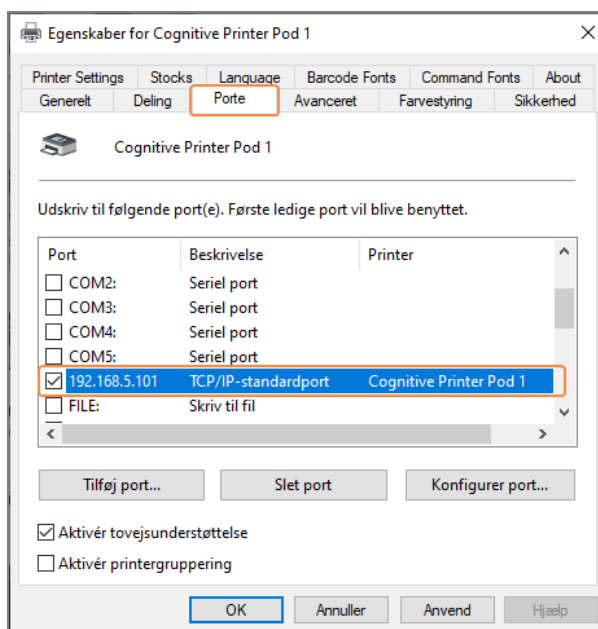 Egenskaber for Cognitive Printer Pod 1
Printer Settings Stocks Language Barcode Fonts Command Fonts About
Generelt Deling Porte Avanceret Farvestyring Sikkerhed
Cognitive Printer Pod 1
Udskriv til følgende port(e). Første ledige port vil blive benyttet.
Port Beskrivelse Printer
COM2: Seriel port
COM3: Seriel port
COM4: Seriel port
COM5: Seriel port
192.168.5.101 TCP/IP-standardport Cognitive Printer Pod 1
FILE: Skriv til fil
Tilføj port... Slet port Konfigurer port...
Aktivér tovejsunderstøttelse
Aktivér printergruppering
OK Annuller Anvend Hjælp